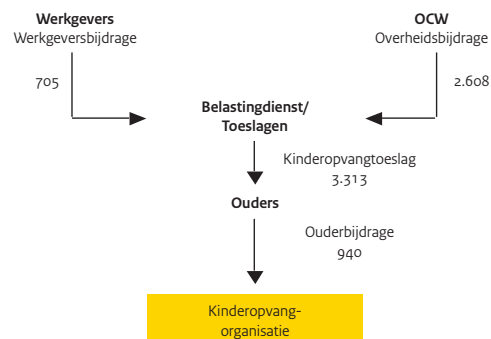 Werkgevers
Werkgeversbijdrage
705
OCW
Overheidsbijdrage
2.608
Belastingdienst/
Toeslagen
Kinderopvangtoeslag
3.313
Ouders
Ouderbijdrage
940
Kinderopvang-
organisatie